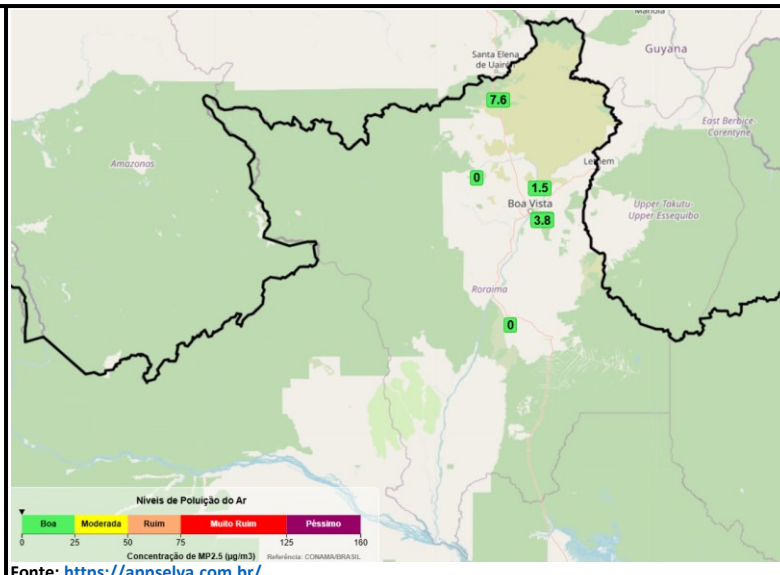 Guyana
Santa Elena
de Uairén
7.6
East Berbice-
Corentyne
Amazonas
Lethem
0
1.5
Boa Vista
3.8
Upper Takutu-
Upper Essequibo
Roraima
0
Níveis de Poluição do Ar
Boa Moderada Ruim Muito Ruim Péssimo
0 25 50 75 125 160
Concentração de MP2.5 (µg/m3) Referência: CONAMA/BRASIL
Fonte: https://appselva.com.br/